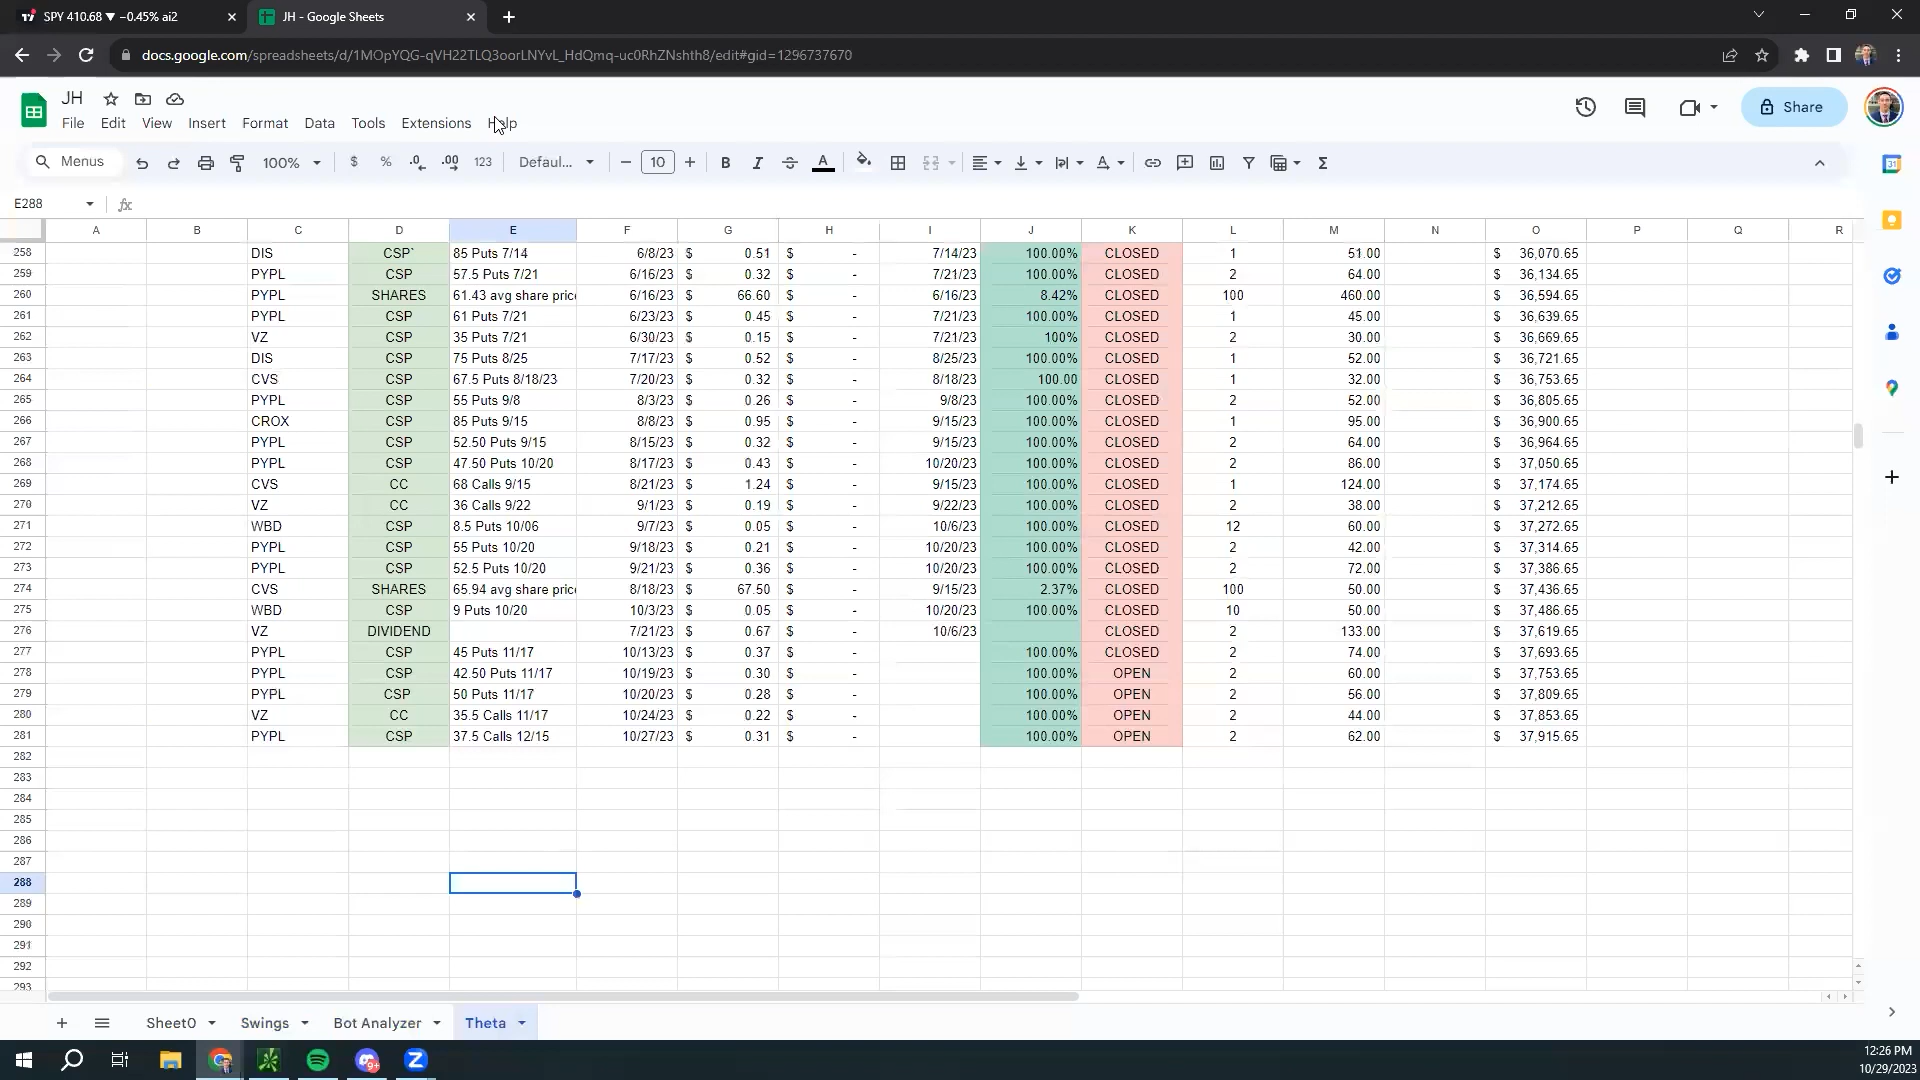 SPY 410.68 ▼ −0.45% ai2
JH - Google Sheets
docs.google.com/spreadsheets/d/1MOpYQG-qVH22TLQ3oorLNYvL_HdQmq-uc0RhZNshth8/edit#gid=1296737670
JH
File Edit View Insert Format Data Tools Extensions Help
Share
Menus 100% $ % .0 .00 123 Defaul... 10 B I A Σ
E288 fx
A B C D E F G H I J K L M N O P Q R
258 DIS CSP` 85 Puts 7/14 6/8/23 $ 0.51 $ - 7/14/23 100.00% CLOSED 1 51.00 $ 36,070.65
259 PYPL CSP 57.5 Puts 7/21 6/16/23 $ 0.32 $ - 7/21/23 100.00% CLOSED 2 64.00 $ 36,134.65
260 PYPL SHARES 61.43 avg share price 6/16/23 $ 66.60 $ - 6/16/23 8.42% CLOSED 100 460.00 $ 36,594.65
261 PYPL CSP 61 Puts 7/21 6/23/23 $ 0.45 $ - 7/21/23 100.00% CLOSED 1 45.00 $ 36,639.65
262 VZ CSP 35 Puts 7/21 6/30/23 $ 0.15 $ - 7/21/23 100% CLOSED 2 30.00 $ 36,669.65
263 DIS CSP 75 Puts 8/25 7/17/23 $ 0.52 $ - 8/25/23 100.00% CLOSED 1 52.00 $ 36,721.65
264 CVS CSP 67.5 Puts 8/18/23 7/20/23 $ 0.32 $ - 8/18/23 100.00 CLOSED 1 32.00 $ 36,753.65
265 PYPL CSP 55 Puts 9/8 8/3/23 $ 0.26 $ - 9/8/23 100.00% CLOSED 2 52.00 $ 36,805.65
266 CROX CSP 85 Puts 9/15 8/8/23 $ 0.95 $ - 9/15/23 100.00% CLOSED 1 95.00 $ 36,900.65
267 PYPL CSP 52.50 Puts 9/15 8/15/23 $ 0.32 $ - 9/15/23 100.00% CLOSED 2 64.00 $ 36,964.65
268 PYPL CSP 47.50 Puts 10/20 8/17/23 $ 0.43 $ - 10/20/23 100.00% CLOSED 2 86.00 $ 37,050.65
269 CVS CC 68 Calls 9/15 8/21/23 $ 1.24 $ - 9/15/23 100.00% CLOSED 1 124.00 $ 37,174.65
270 VZ CC 36 Calls 9/22 9/1/23 $ 0.19 $ - 9/22/23 100.00% CLOSED 2 38.00 $ 37,212.65
271 WBD CSP 8.5 Puts 10/06 9/7/23 $ 0.05 $ - 10/6/23 100.00% CLOSED 12 60.00 $ 37,272.65
272 PYPL CSP 55 Puts 10/20 9/18/23 $ 0.21 $ - 10/20/23 100.00% CLOSED 2 42.00 $ 37,314.65
273 PYPL CSP 52.5 Puts 10/20 9/21/23 $ 0.36 $ - 10/20/23 100.00% CLOSED 2 72.00 $ 37,386.65
274 CVS SHARES 65.94 avg share price 8/18/23 $ 67.50 $ - 9/15/23 2.37% CLOSED 100 50.00 $ 37,436.65
275 WBD CSP 9 Puts 10/20 10/3/23 $ 0.05 $ - 10/20/23 100.00% CLOSED 10 50.00 $ 37,486.65
276 VZ DIVIDEND 7/21/23 $ 0.67 $ - 10/6/23 CLOSED 2 133.00 $ 37,619.65
277 PYPL CSP 45 Puts 11/17 10/13/23 $ 0.37 $ - 100.00% CLOSED 2 74.00 $ 37,693.65
278 PYPL CSP 42.50 Puts 11/17 10/19/23 $ 0.30 $ - 100.00% OPEN 2 60.00 $ 37,753.65
279 PYPL CSP 50 Puts 11/17 10/20/23 $ 0.28 $ - 100.00% OPEN 2 56.00 $ 37,809.65
280 VZ CC 35.5 Calls 11/17 10/24/23 $ 0.22 $ - 100.00% OPEN 2 44.00 $ 37,853.65
281 PYPL CSP 37.5 Calls 12/15 10/27/23 $ 0.31 $ - 100.00% OPEN 2 62.00 $ 37,915.65
282
283
284
285
286
287
288
289
290
291
292
293
Sheet0 Swings Bot Analyzer Theta
12:26 PM
10/29/2023